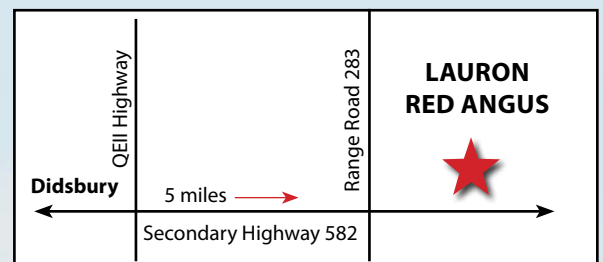 QEII Highway
Range Road 283
LAURON
RED ANGUS
Didsbury
5 miles
Secondary Highway 582